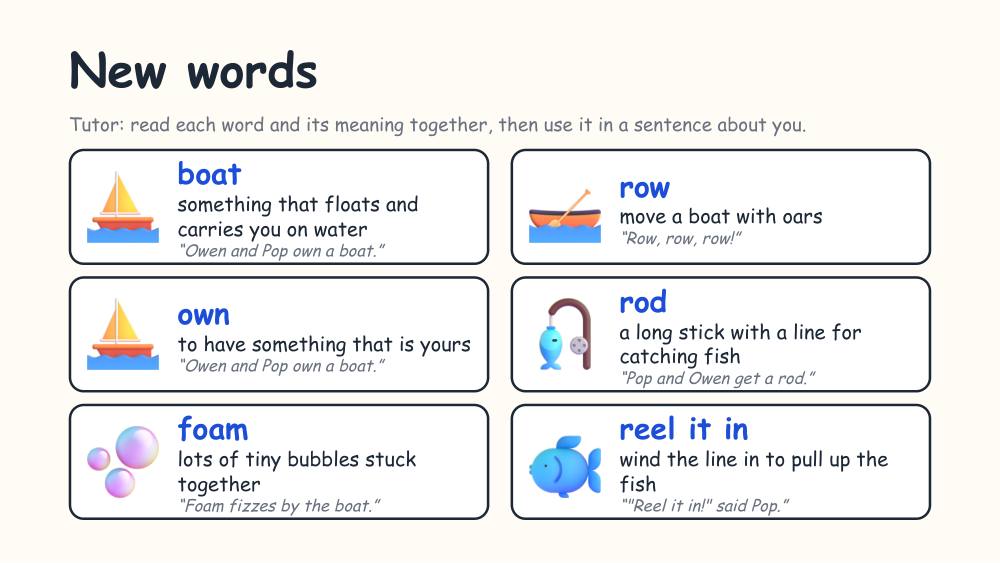 New words
Tutor: read each word and its meaning together, then use it in a sentence about you.
boat
something that floats and
carries you on water
“Owen and Pop own a boat.”
row
move a boat with oars
“Row, row, row!”
own
to have something that is yours
“Owen and Pop own a boat.”
rod
a long stick with a line for
catching fish
“Pop and Owen get a rod.”
foam
lots of tiny bubbles stuck
together
“Foam fizzes by the boat.”
reel it in
wind the line in to pull up the
fish
“"Reel it in!" said Pop.”